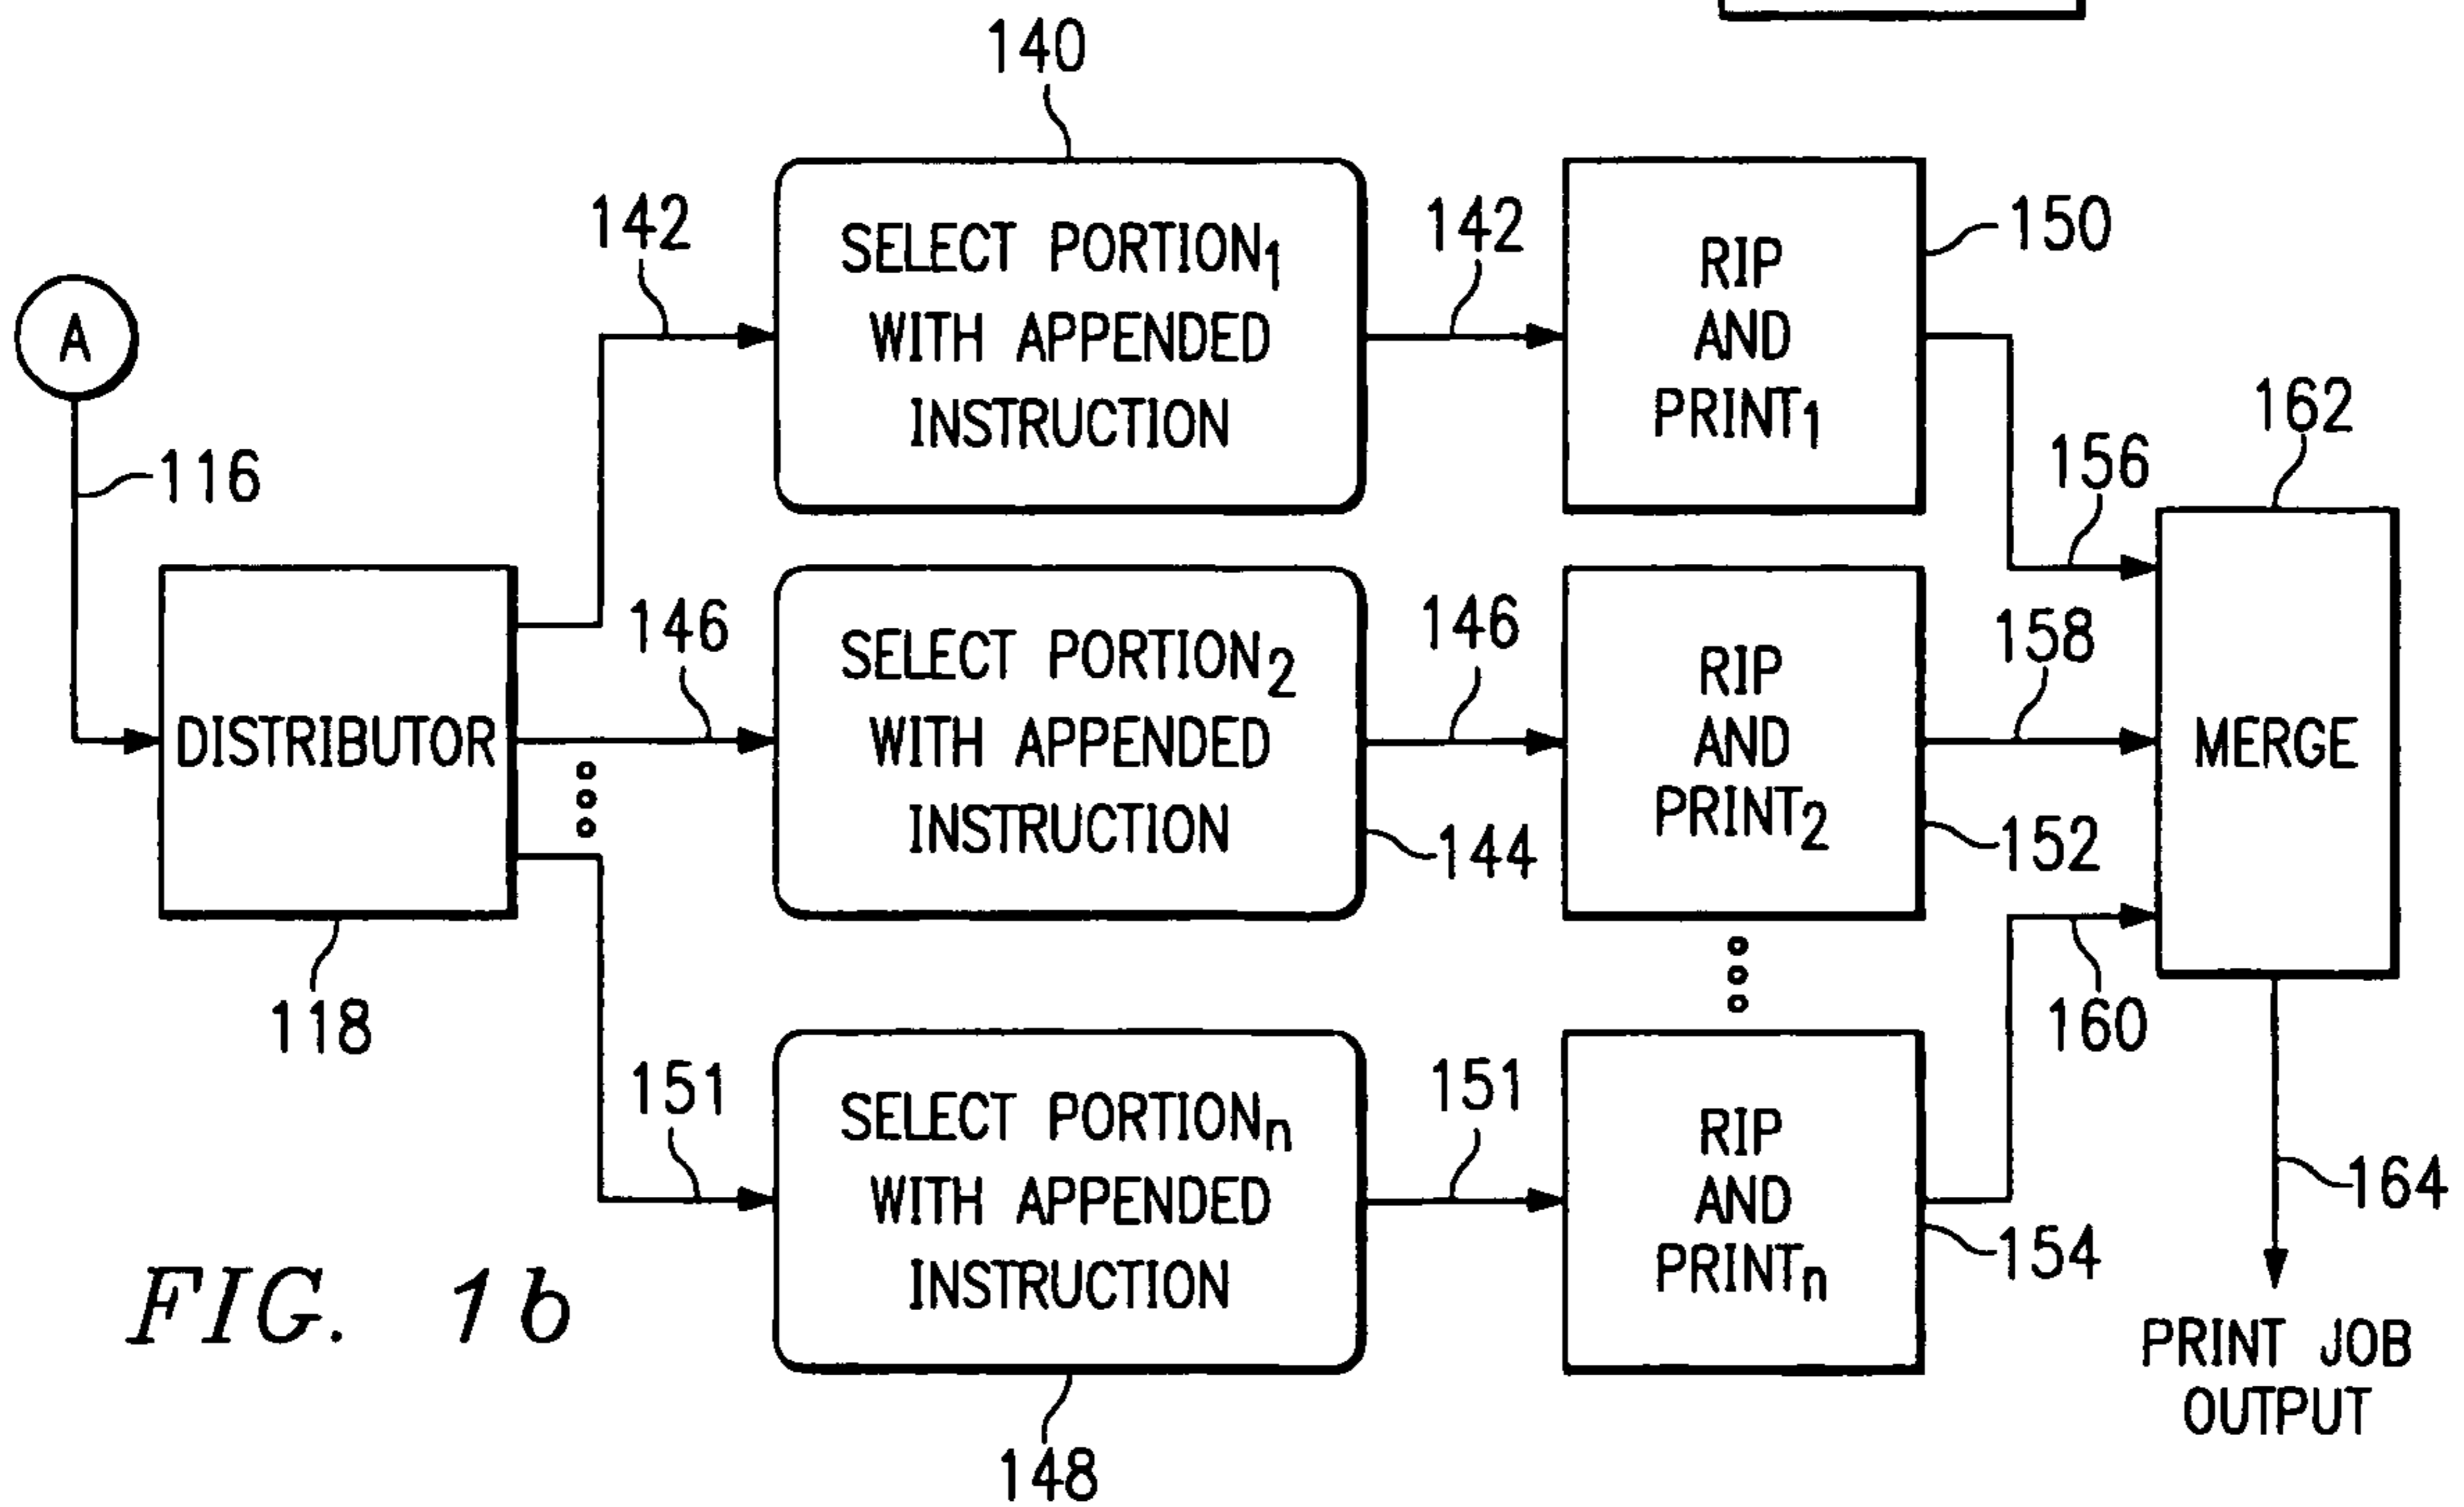 140
142
SELECT PORTION₁
WITH APPENDED
INSTRUCTION
142
RIP
AND
PRINT₁
150
A
116
156
162
DISTRIBUTOR
118
146
SELECT PORTION₂
WITH APPENDED
INSTRUCTION
144
146
RIP
AND
PRINT₂
152
158
MERGE
160
151
SELECT PORTIONₙ
WITH APPENDED
INSTRUCTION
148
151
RIP
AND
PRINTₙ
154
164
PRINT JOB
OUTPUT
FIG. 1b